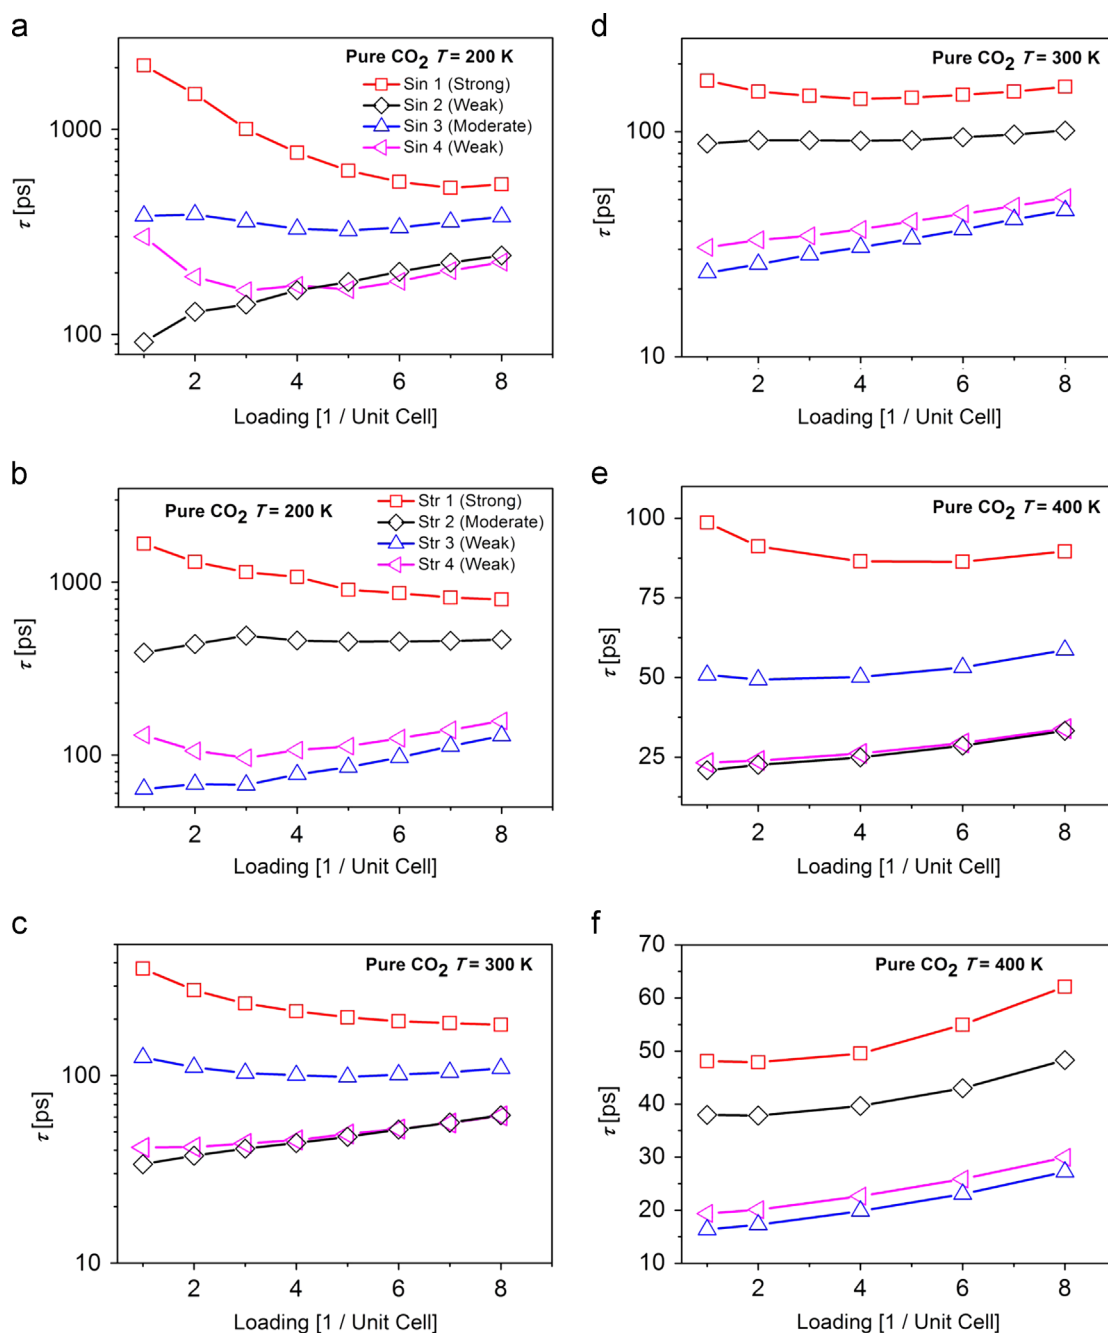 a
Pure CO2 T = 200 K
Sin 1 (Strong)
Sin 2 (Weak)
Sin 3 (Moderate)
Sin 4 (Weak)
1000
100
τ [ps]
2 4 6 8
Loading [1 / Unit Cell]
b
Pure CO2 T = 200 K
Str 1 (Strong)
Str 2 (Moderate)
Str 3 (Weak)
Str 4 (Weak)
1000
100
τ [ps]
2 4 6 8
Loading [1 / Unit Cell]
c
Pure CO2 T = 300 K
100
10
τ [ps]
2 4 6 8
Loading [1 / Unit Cell]
d
Pure CO2 T = 300 K
100
10
τ [ps]
2 4 6 8
Loading [1 / Unit Cell]
e
Pure CO2 T = 400 K
100
75
50
25
τ [ps]
2 4 6 8
Loading [1 / Unit Cell]
f
Pure CO2 T = 400 K
70
60
50
40
30
20
10
τ [ps]
2 4 6 8
Loading [1 / Unit Cell]